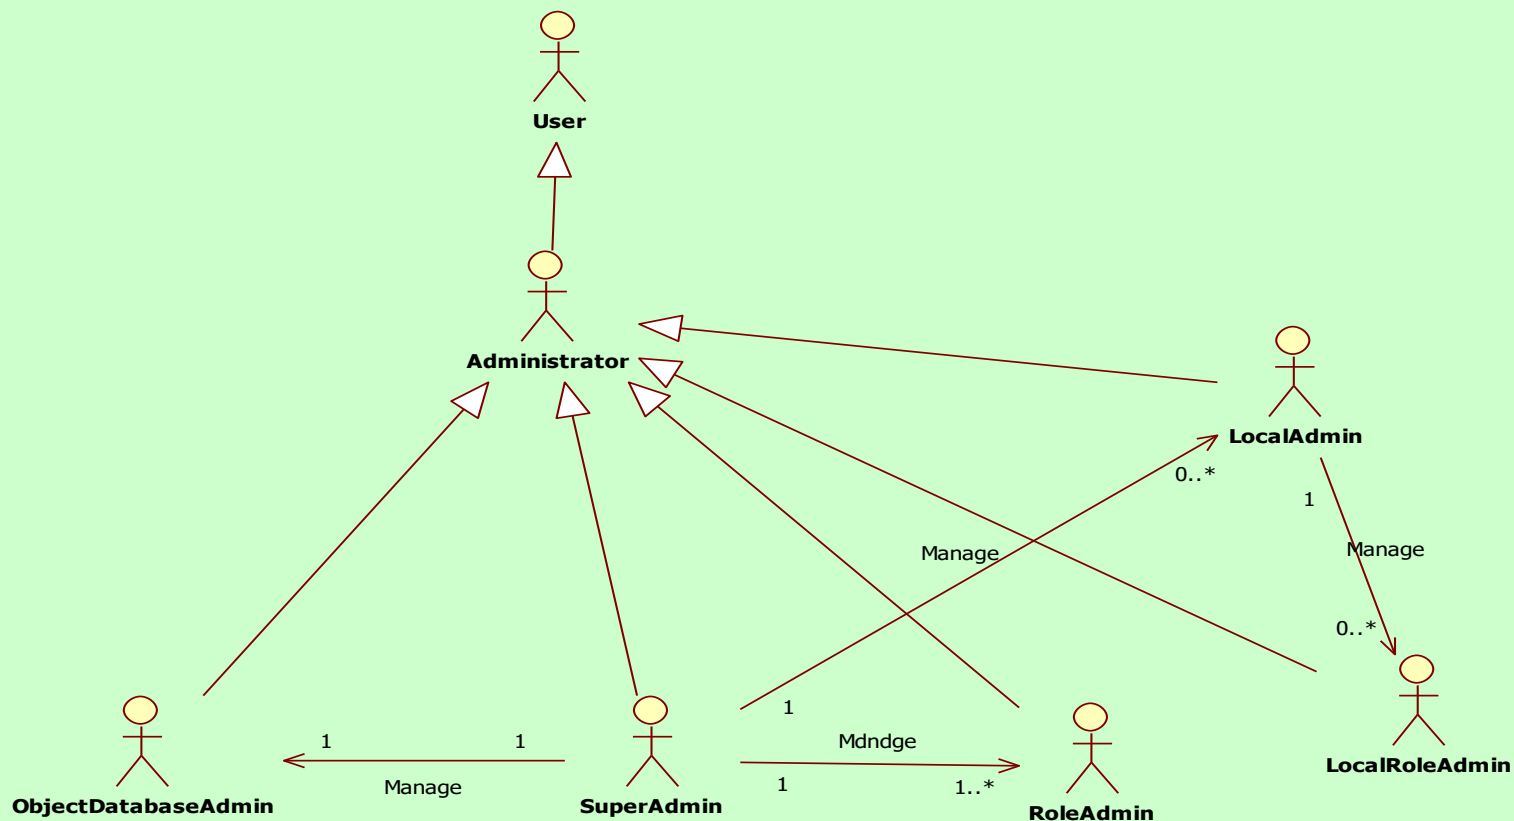 User
Administrator
LocalAdmin
0..*
1
Manage
Manage
0..*
1
1
1
Mdndge
LocalRoleAdmin
Manage
1
1..*
ObjectDatabaseAdmin
SuperAdmin
RoleAdmin